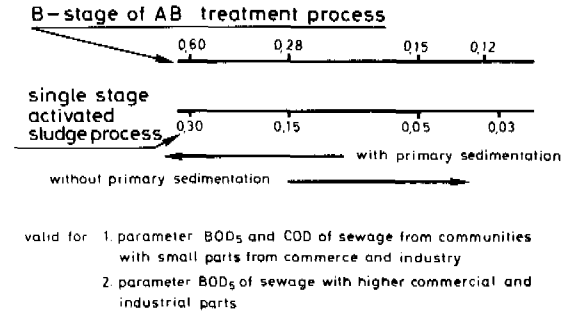 B-stage of AB treatment process
0,60 0,28 0,15 0,12
single stage
activated
sludge process
0,30 0,15 0,05 0,03
with primary sedimentation
without primary sedimentation
valid for 1. parameter BOD₅ and COD of sewage from communities
with small parts from commerce and industry
2. parameter BOD₅ of sewage with higher commercial and
industrial parts